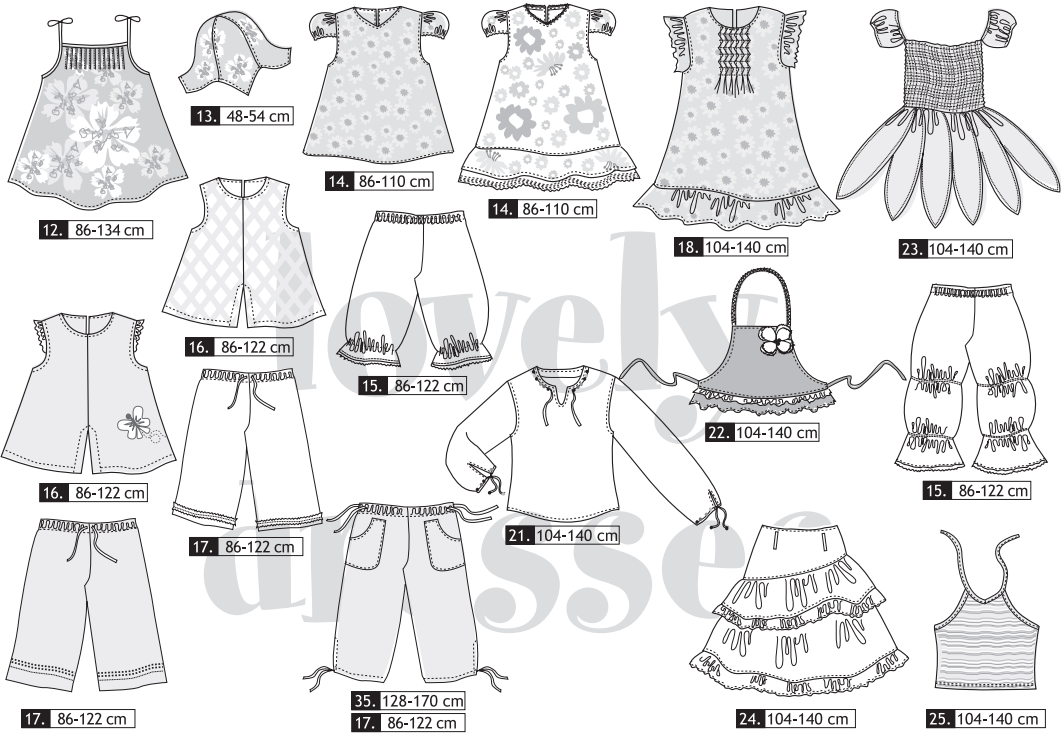 13. 48-54 cm
14. 86-110 cm
14. 86-110 cm
12. 86-134 cm
18. 104-140 cm
23. 104-140 cm
lovely
16. 86-122 cm
15. 86-122 cm
22. 104-140 cm
16. 86-122 cm
15. 86-122 cm
21. 104-140 cm
17. 86-122 cm
dresses
35. 128-170 cm
17. 86-122 cm
17. 86-122 cm
24. 104-140 cm
25. 104-140 cm